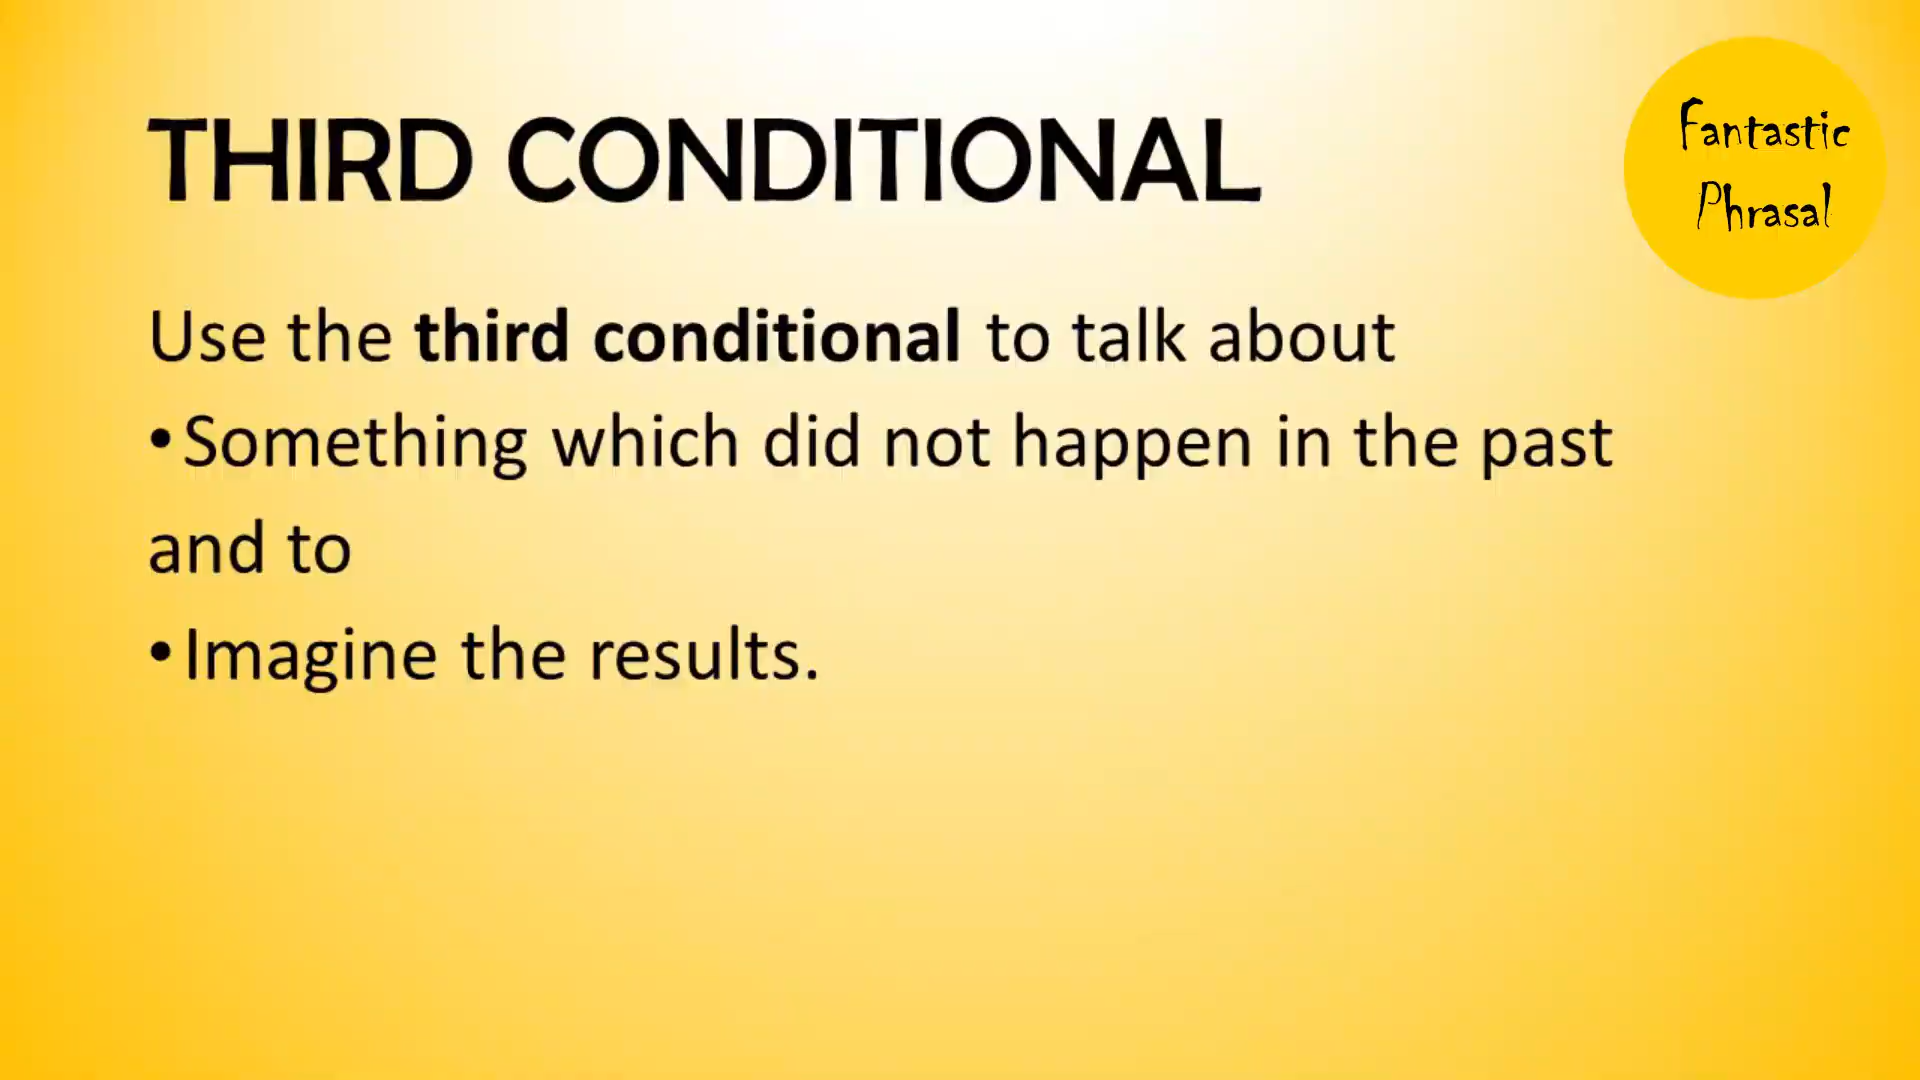 THIRD CONDITIONAL
Fantastic
Phrasal
Use the third conditional to talk about
•Something which did not happen in the past
and to
•Imagine the results.